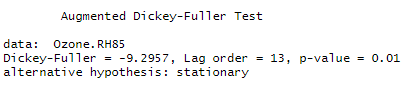 Augmented Dickey-Fuller Test
data:  Ozone.RH85
Dickey-Fuller = -9.2957, Lag order = 13, p-value = 0.01
alternative hypothesis: stationary